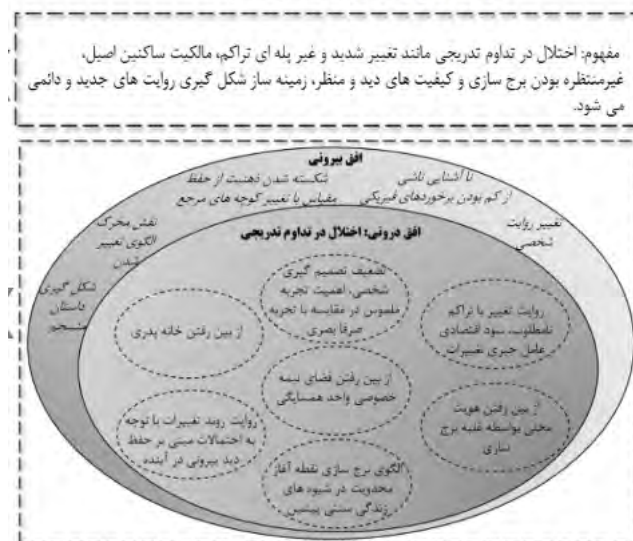 مفهوم: اختلال در تداوم تدریجی مانند تغییر شدید و غیر پله ای تراکم، مالکیت ساکنین اصیل،
غیرمنتظره بودن برج سازی و کیفیت های دید و منظر، زمینه ساز شکل گیری روایت های جدید و دائمی
می شود.
افق بیرونی
شکسته شدن ذهنیت از حفظ
مقیاس با تغییر کوچه های مرجع
نا آشنایی ناشی
از کم بودن برخوردهای فیزیکی
تغییر روایت
شخصی
نقش محرک
الگوی تغییر
شدن
شکل گیری
داستان
منسجم
افق درونی: اختلال در تداوم تدریجی
تضعیف تصمیم گیری
شخصی، اهمیت تجربه
ملموس در مقایسه با تجربه
صرفا بصری
روایت تغییر با تراکم
نامطلوب، سود اقتصادی
عامل جبری تغییرات
از بین رفتن خانه پدری
از بین رفتن فضای نیمه
خصوصی واحد همسایگی
از بین رفتن هویت
محلی بواسطه غلبه برج
سازی
روایت روند تغییرات با توجه
به احتمالات مبنی بر حفظ
دید بیرونی در آینده
الگوی برج سازی نقطه آغاز
محدویت در شیوه های
زندگی سنتی پیشین